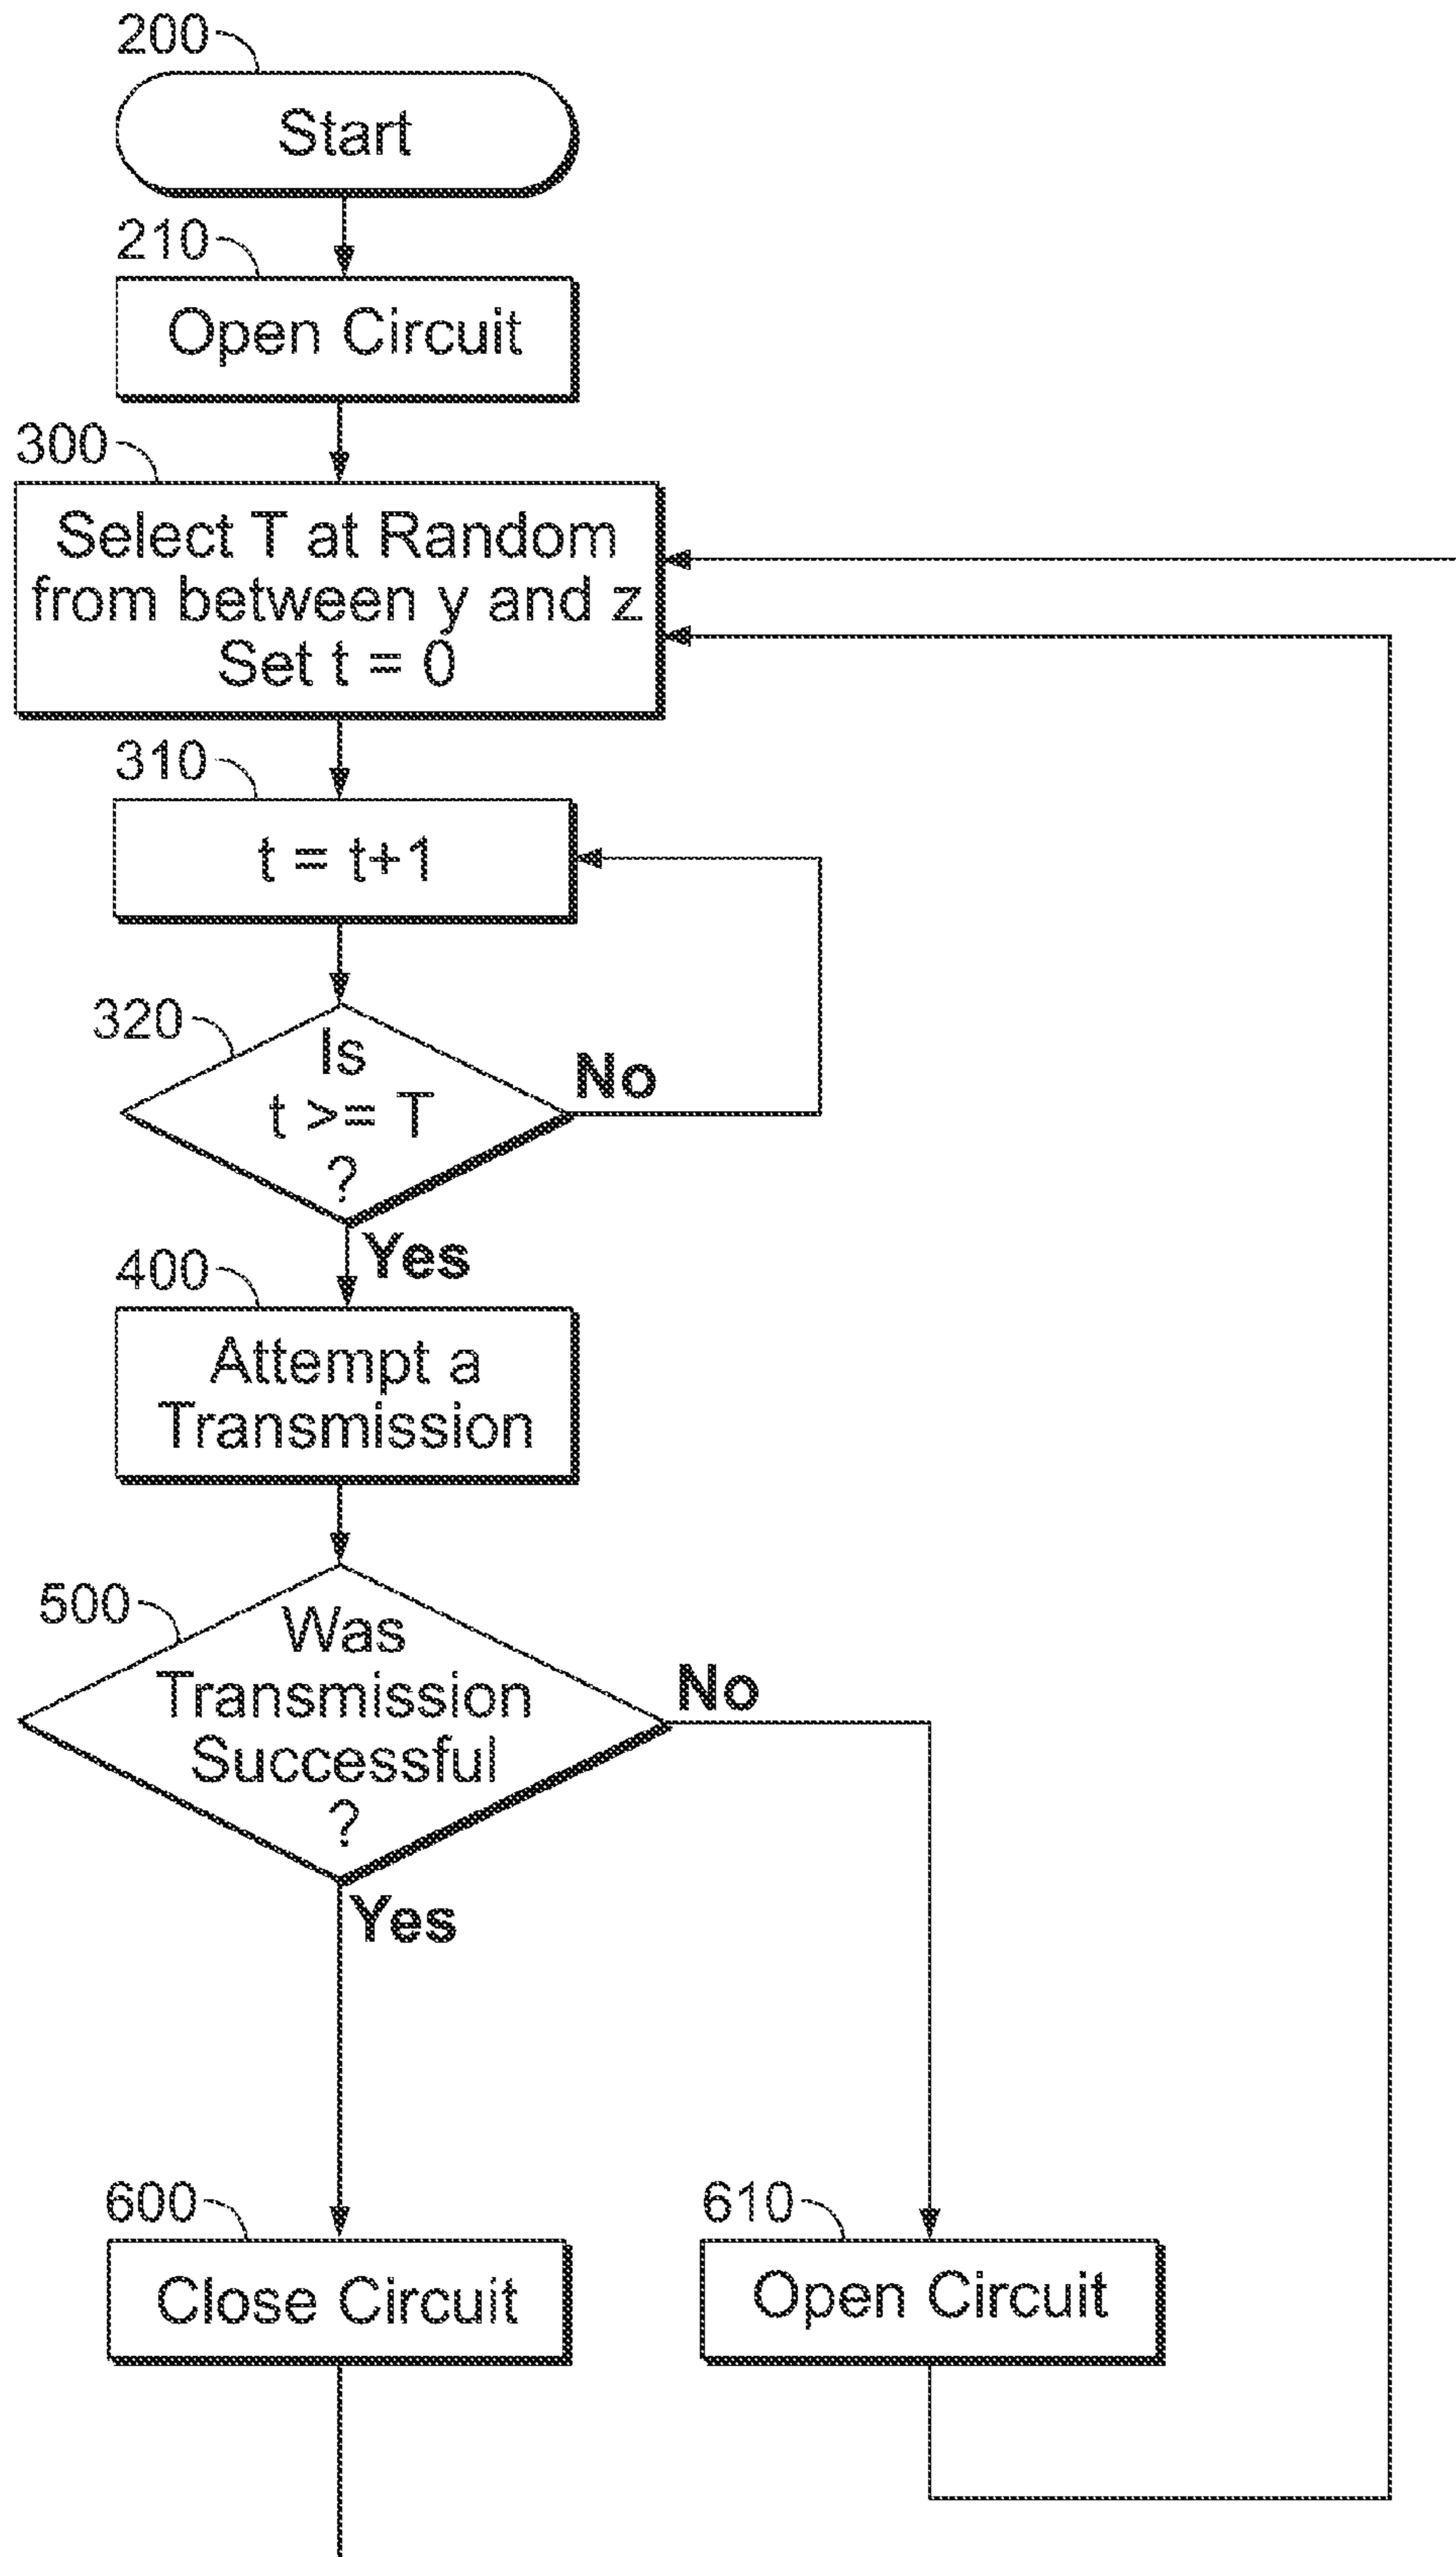 200
Start
210
Open Circuit
300
Select T at Random
from between y and z
Set t = 0
310
t = t+1
320
Is
t >= T
?
No
Yes
400
Attempt a
Transmission
500
Was
Transmission
Successful
?
No
Yes
600
Close Circuit
610
Open Circuit